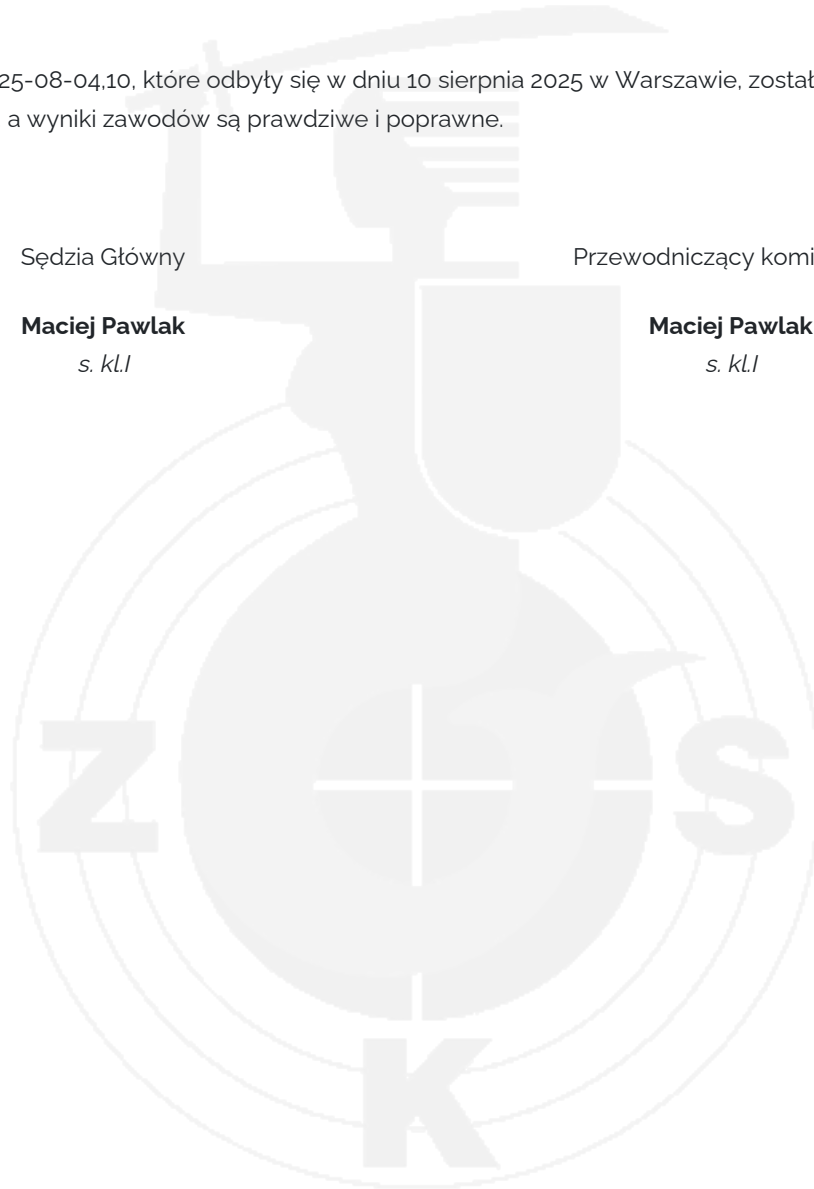 25-08-04,10, które odbyły się w dniu 10 sierpnia 2025 w Warszawie, został
a wyniki zawodów są prawdziwe i poprawne.
Sędzia Główny Przewodniczący komi
Maciej Pawlak Maciej Pawlak
s. kl.I s. kl.I
Z S
K